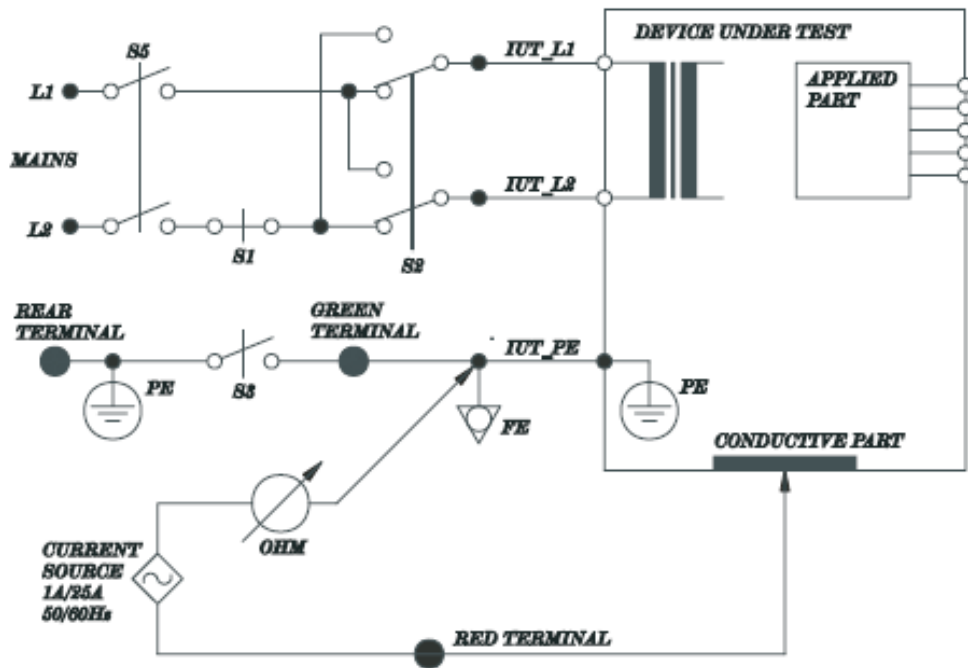 S5
IUT_L1
DEVICE UNDER TEST
L1
APPLIED
PART
MAINS
IUT_L2
L2
S1
S2
REAR
TERMINAL
GREEN
TERMINAL
IUT_PE
PE
S3
FE
PE
CONDUCTIVE PART
OHM
CURRENT
SOURCE
1A/25A
50/60Hz
RED TERMINAL